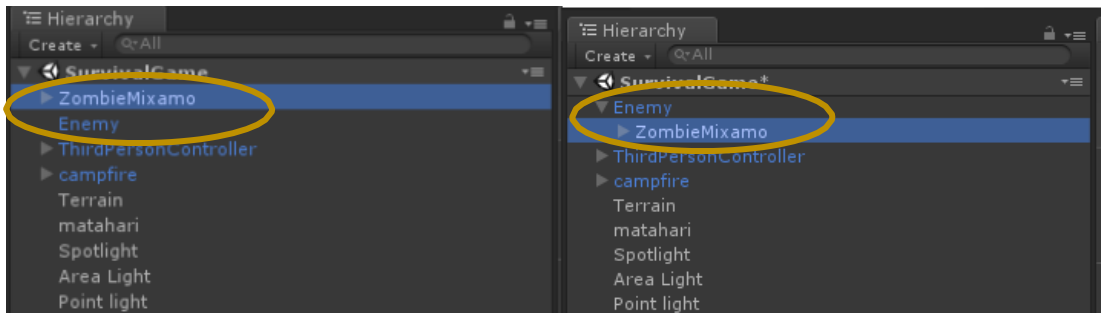 Hierarchy
Create
All
SurvivalGame
ZombieMixamo
Enemy
ThirdPersonController
campfire
Terrain
matahari
Spotlight
Area Light
Point light
Hierarchy
Create
All
SurvivalGame*
Enemy
ZombieMixamo
ThirdPersonController
campfire
Terrain
matahari
Spotlight
Area Light
Point light